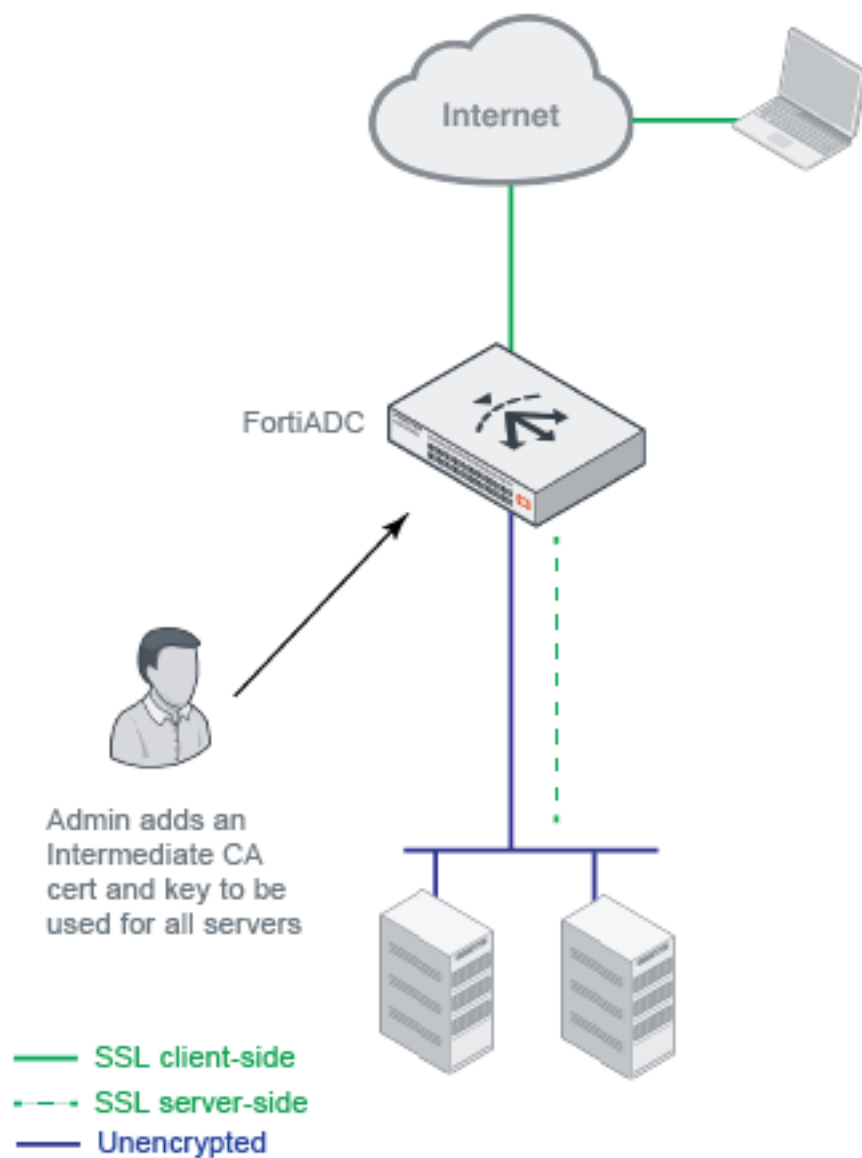 Internet
FortiADC
Admin adds an
Intermediate CA
cert and key to be
used for all servers
SSL client-side
SSL server-side
Unencrypted